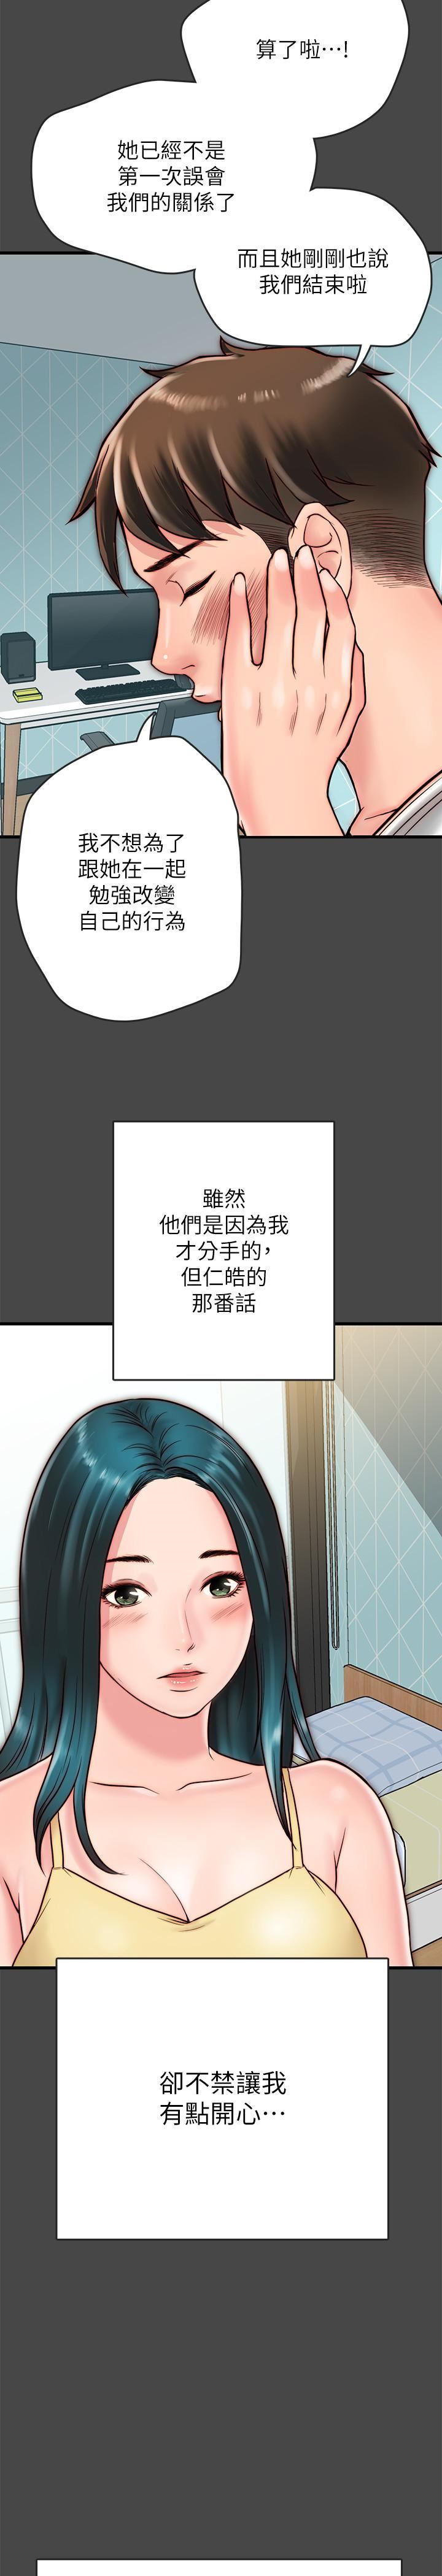 算了啦⋯!
她已經不是
第一次誤會
我們的關係了
而且她剛剛也說
我們結束啦
我不想為了
跟她在一起
勉強改變
自己的行為
雖然
他們是因為我
才分手的,
但仁皓的
那番話
卻不禁讓我
有點開心⋯